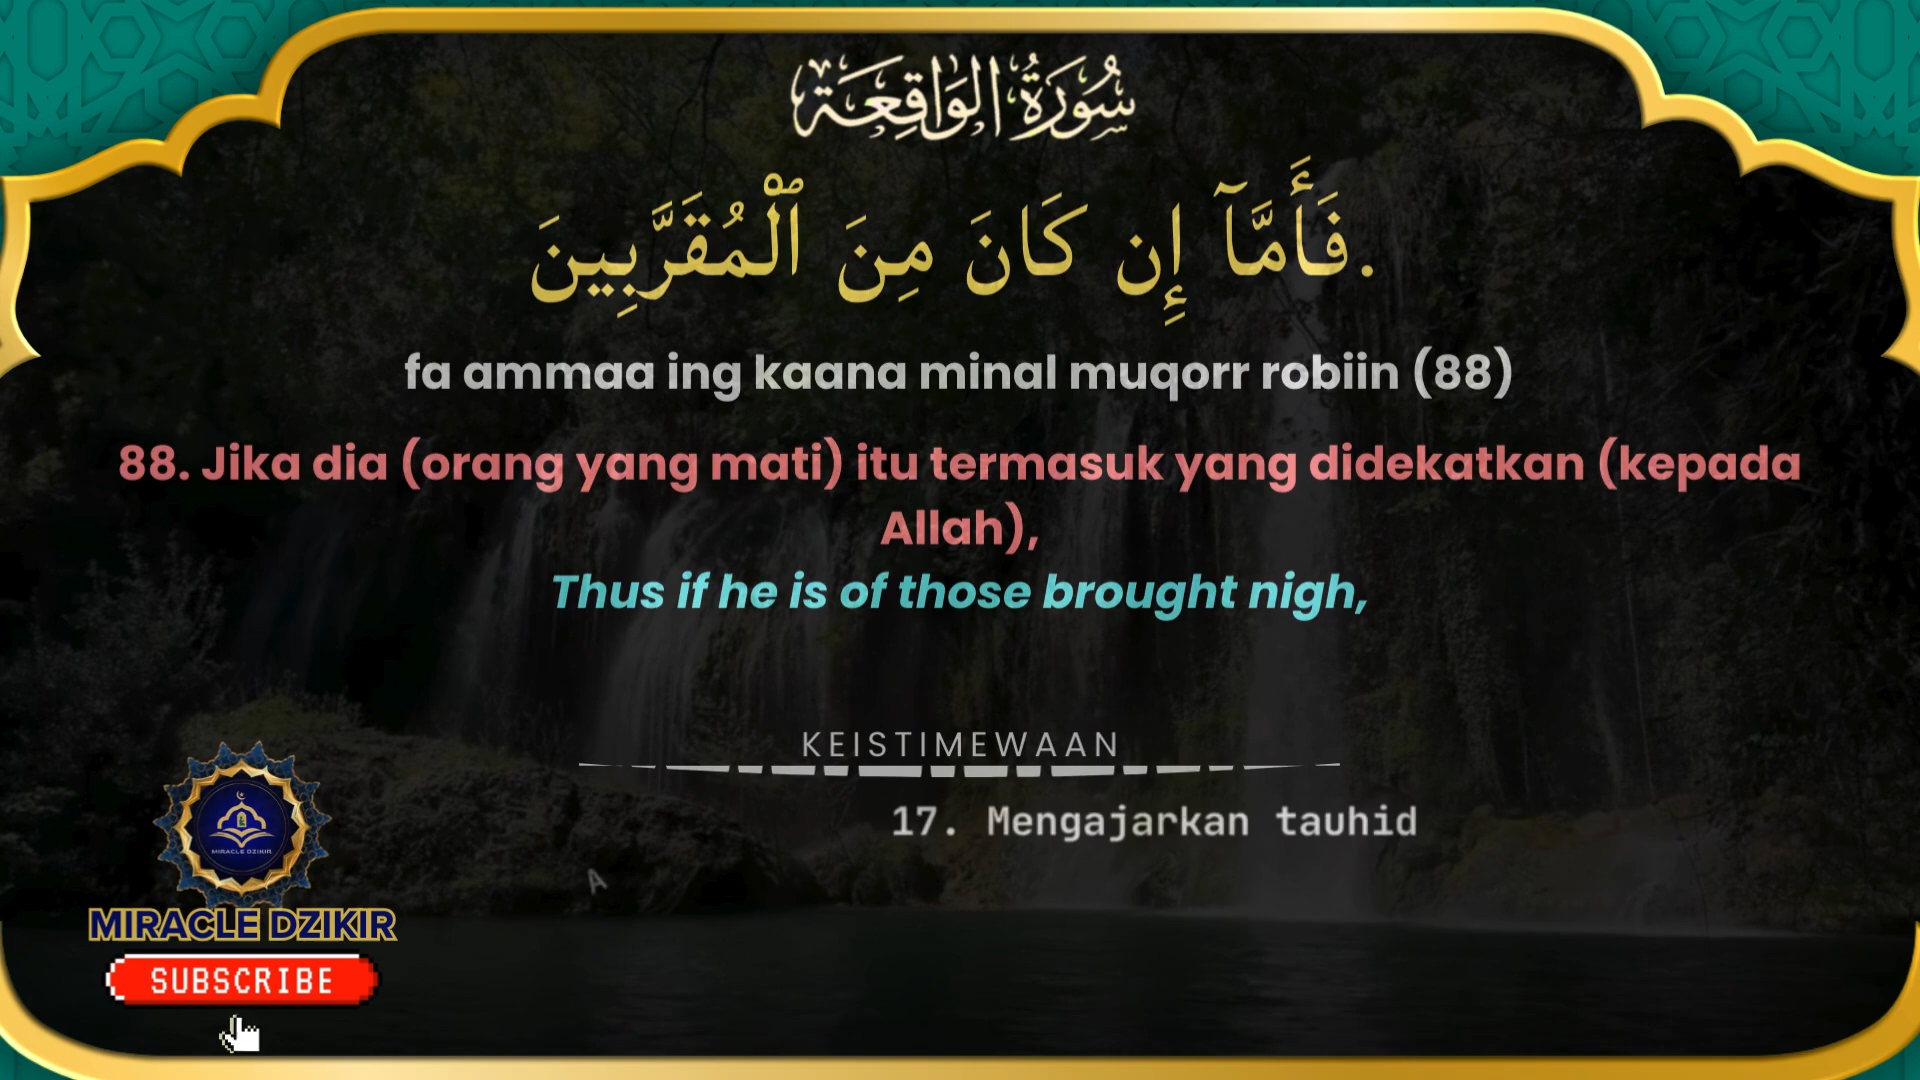 سُورَةُ الوَاقِعَة
فَأَمَّآ إِن كَانَ مِنَ ٱلْمُقَرَّبِينَ.
fa ammaa ing kaana minal muqorr robiin (88)
88. Jika dia (orang yang mati) itu termasuk yang didekatkan (kepada
Allah),
Thus if he is of those brought nigh,
KEISTIMEWAAN
17. Mengajarkan tauhid
A
MIRACLE DZIKIR
MIRACLE DZIKIR
SUBSCRIBE